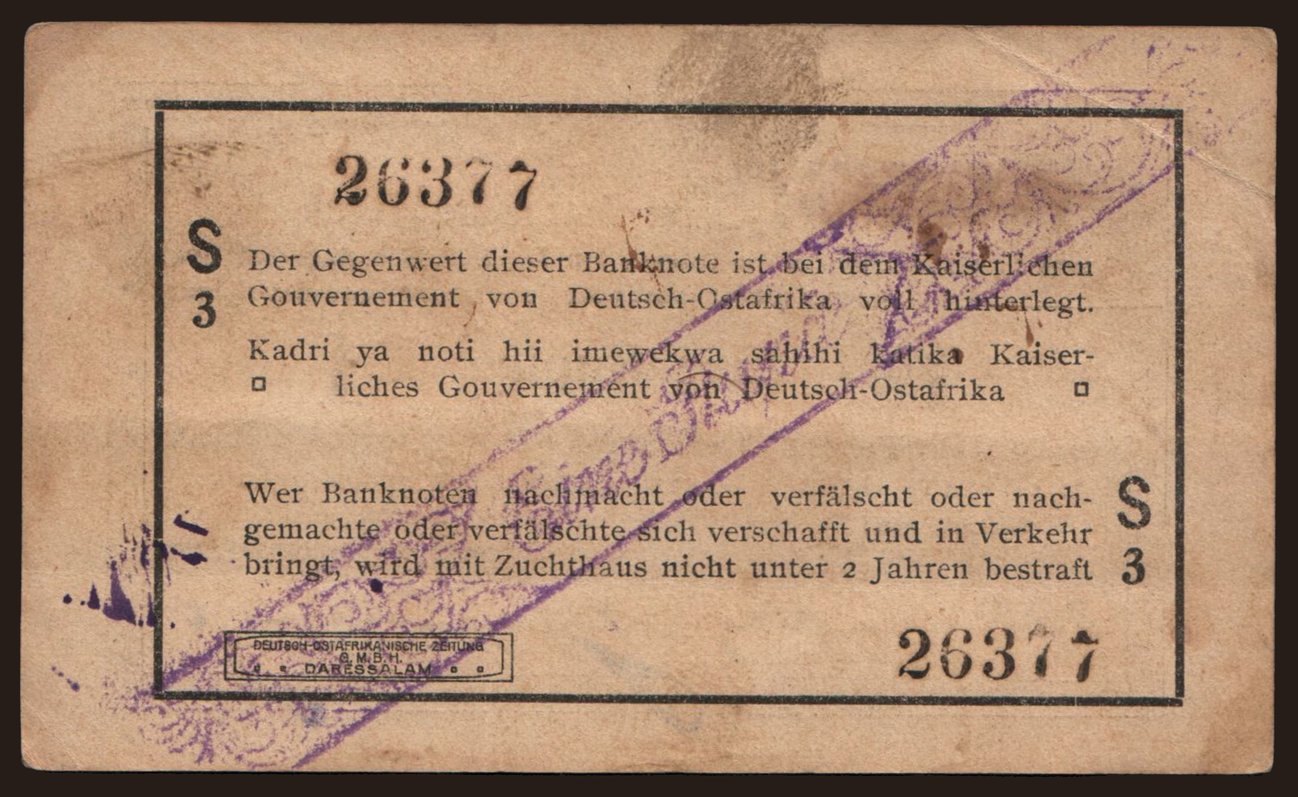 26377
S
3
Der Gegenwert dieser Banknote ist bei dem Kaiserlichen
Gouvernement von Deutsch-Ostafrika voll hinterlegt.
Kadri ya noti hii imewekwa sahihi katika Kaiser-
liches Gouvernement von Deutsch-Ostafrika
Wer Banknoten nachmacht oder verfälscht oder nach-
gemachte oder verfälschte sich verschafft und in Verkehr
bringt, wird mit Zuchthaus nicht unter 2 Jahren bestraft
S
3
DEUTSCH-OSTAFRIKANISCHE ZEITUNG
G.M.B.H.
DARESSALAM
26377
Eine Rupie